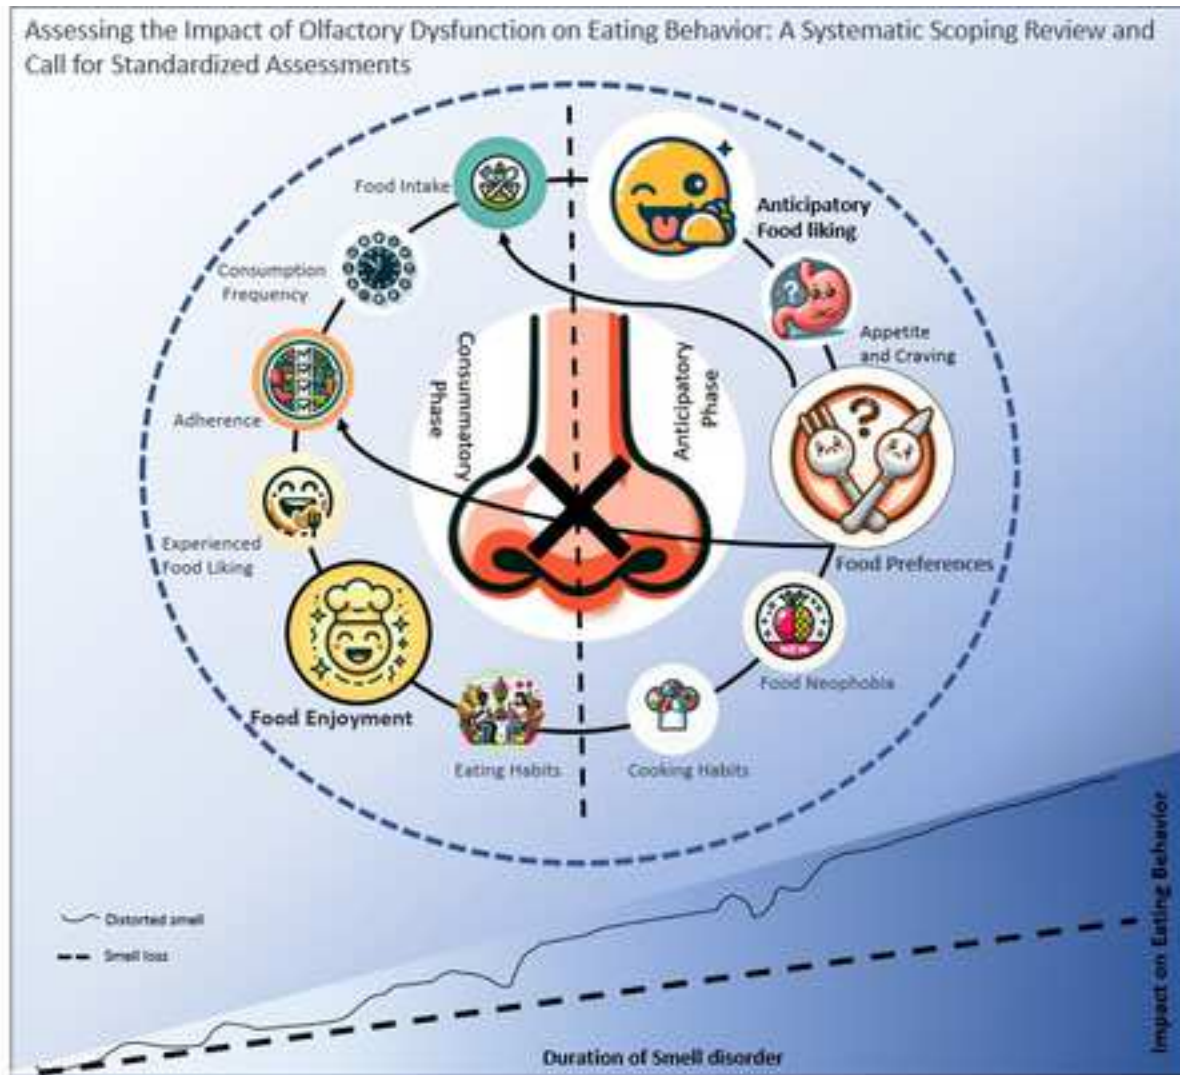 Assessing the Impact of Olfactory Dysfunction on Eating Behavior: A Systematic Scoping Review and
Call for Standardized Assessments
Food Intake
Anticipatory
Food liking
Consumption
Frequency
Appetite
and Craving
Consummatory
Phase
Anticipatory
Phase
Adherence
Experienced
Food Liking
Food Preferences
NEW
Food Neophobia
Food Enjoyment
Eating Habits
Cooking Habits
Distorted smell
Smell loss
Impact on Eating Behavior
Duration of Smell disorder